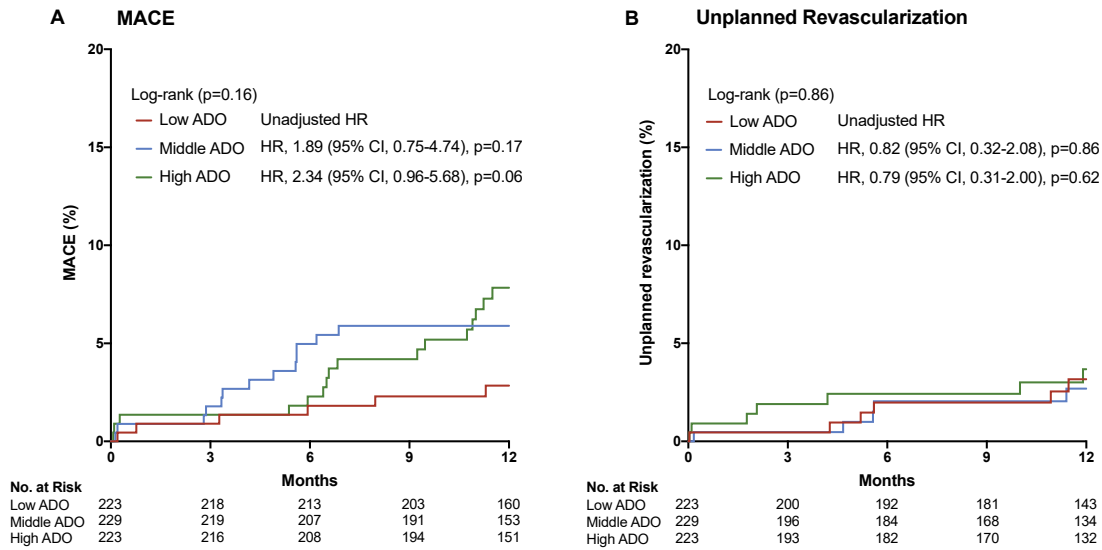 A MACE
20
15
10
5
0
MACE (%)
Log-rank (p=0.16)
Low ADO Unadjusted HR
Middle ADO HR, 1.89 (95% CI, 0.75-4.74), p=0.17
High ADO HR, 2.34 (95% CI, 0.96-5.68), p=0.06
0 3 6 9 12
Months
No. at Risk
Low ADO 223 218 213 203 160
Middle ADO 229 219 207 191 153
High ADO 223 216 208 194 151
B Unplanned Revascularization
20
15
10
5
0
Unplanned revascularization (%)
Log-rank (p=0.86)
Low ADO Unadjusted HR
Middle ADO HR, 0.82 (95% CI, 0.32-2.08), p=0.86
High ADO HR, 0.79 (95% CI, 0.31-2.00), p=0.62
0 3 6 9 12
Months
No. at Risk
Low ADO 223 200 192 181 143
Middle ADO 229 196 184 168 134
High ADO 223 193 182 170 132